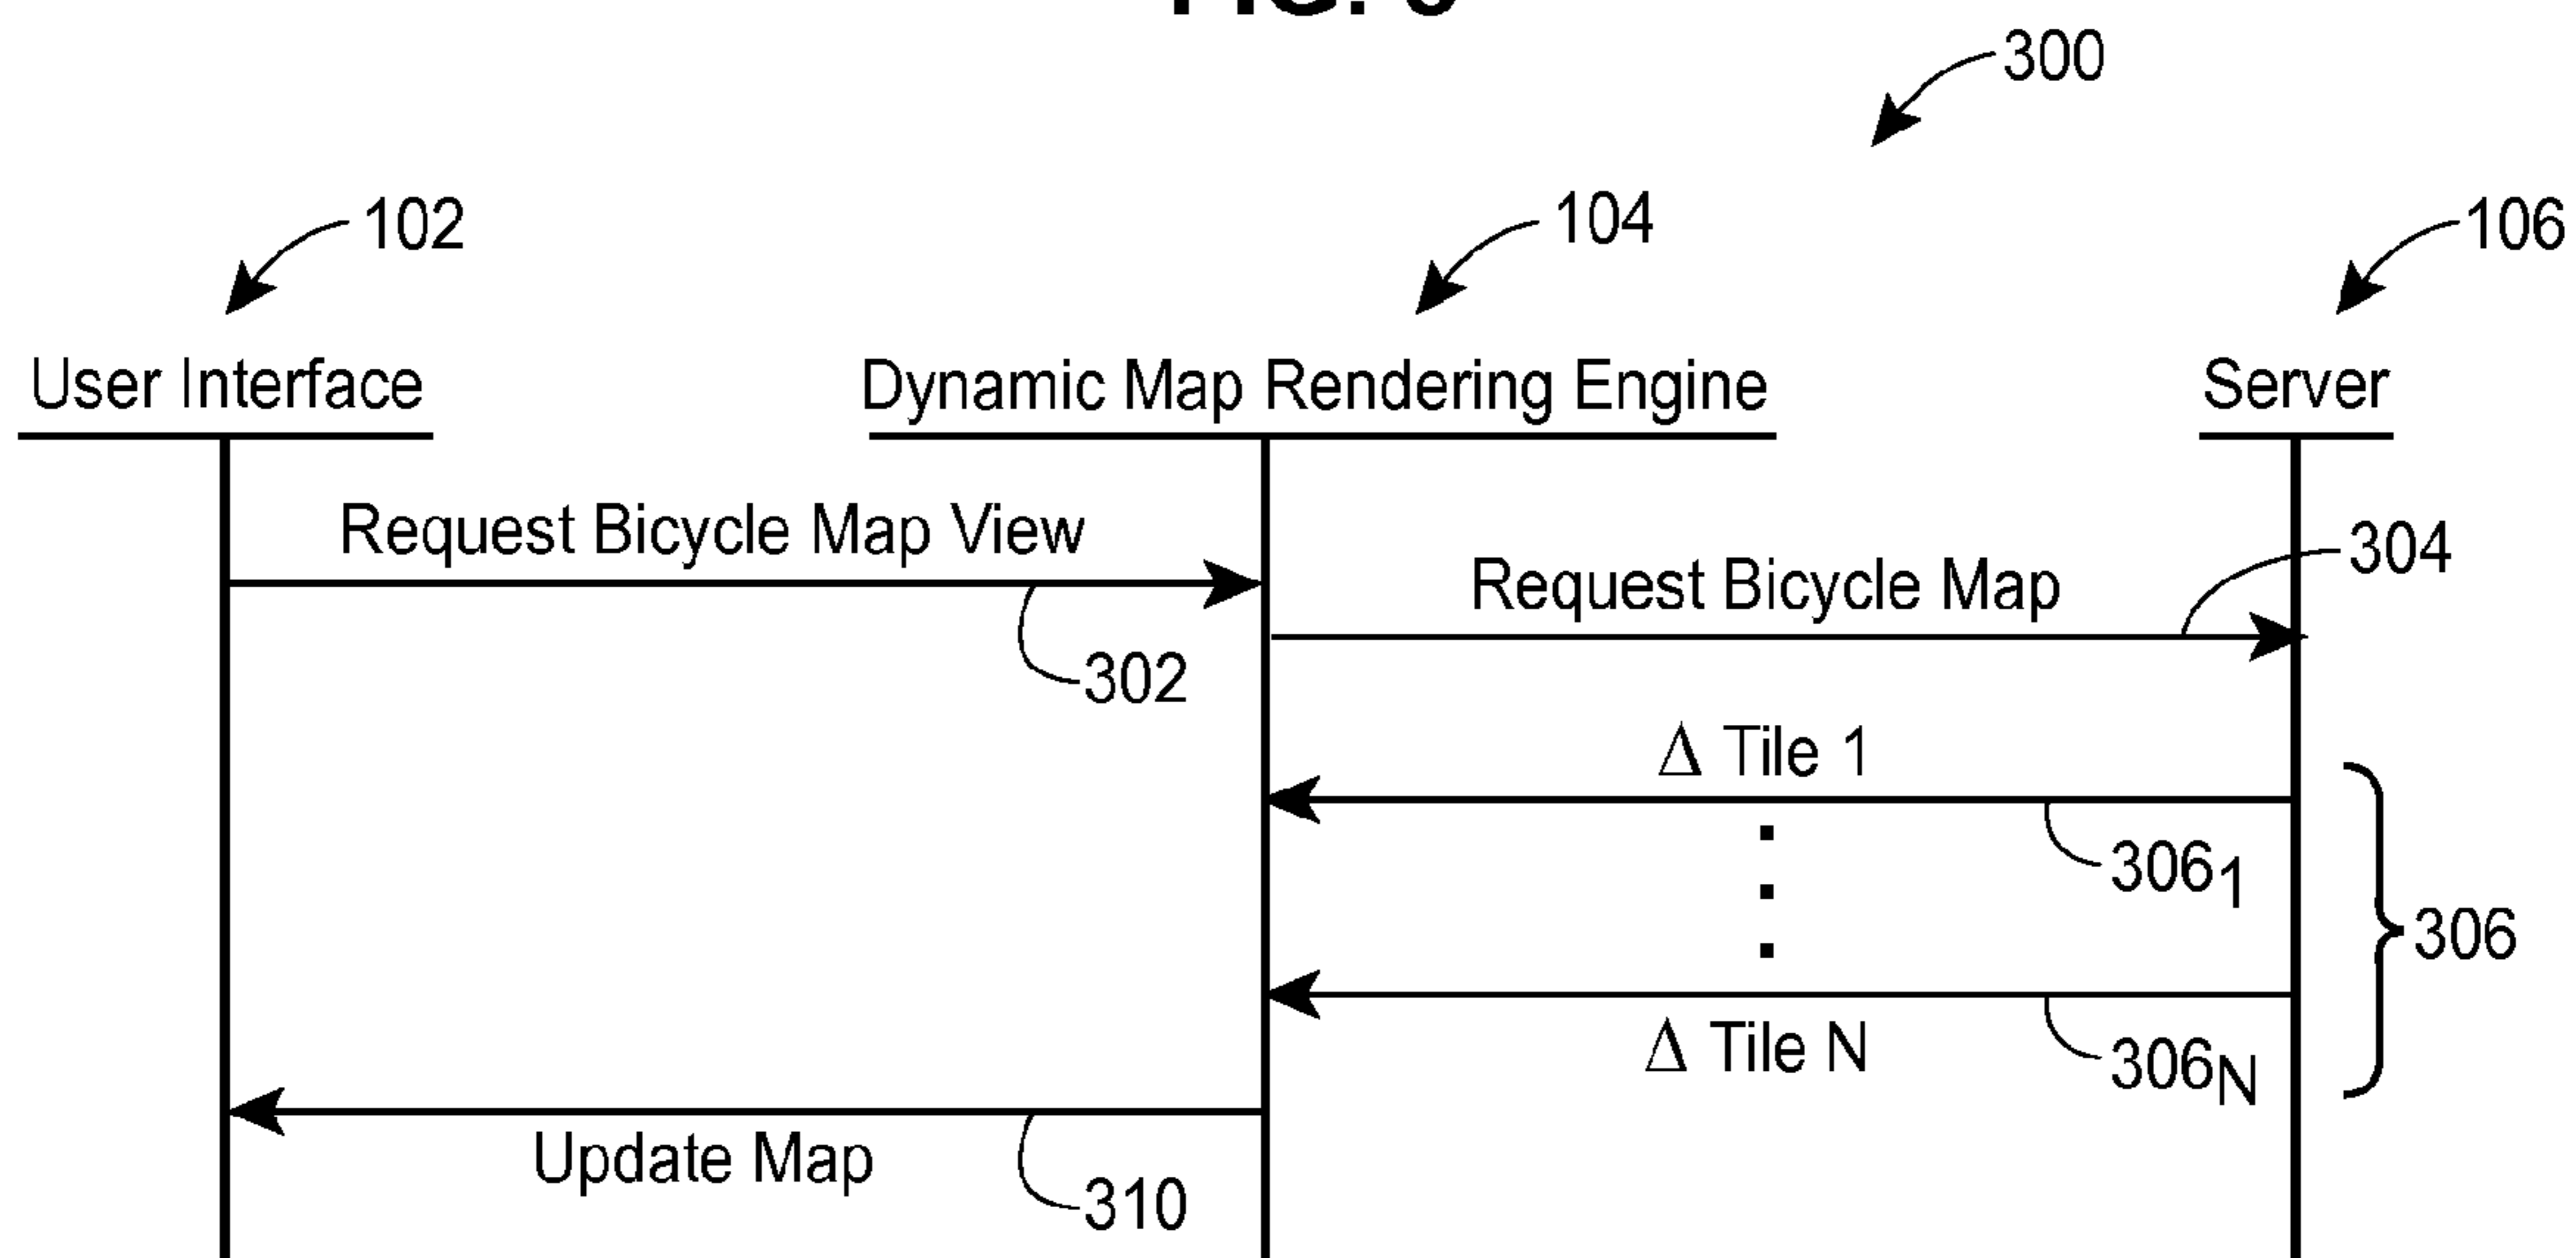 300
102
104
106
User Interface
Dynamic Map Rendering Engine
Server
Request Bicycle Map View
302
Request Bicycle Map
304
Δ Tile 1
306₁
306
Δ Tile N
306N
Update Map
310